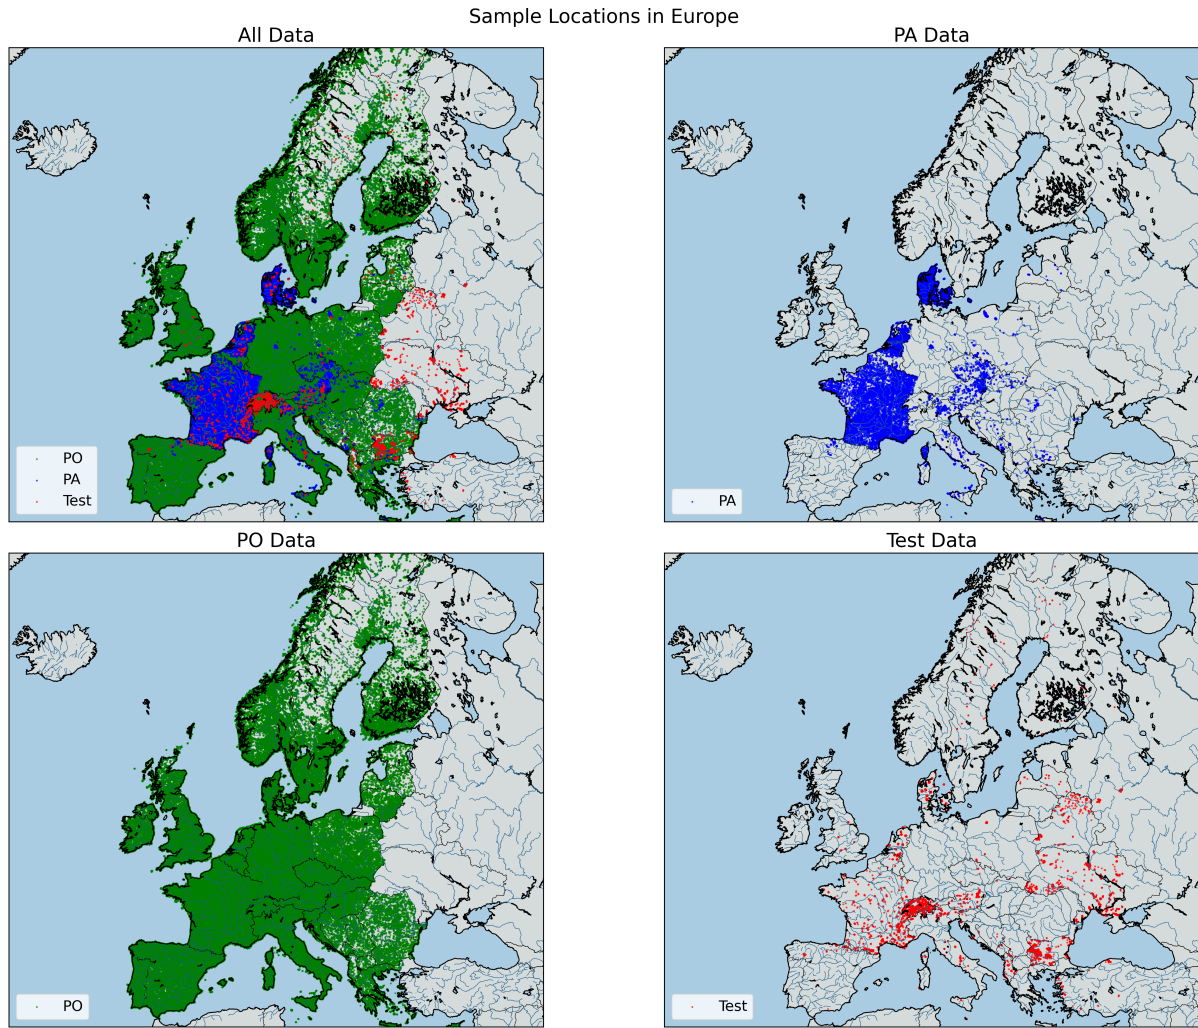 Sample Locations in Europe
All Data
PO
PA
Test
PA Data
PA
PO Data
PO
Test Data
Test